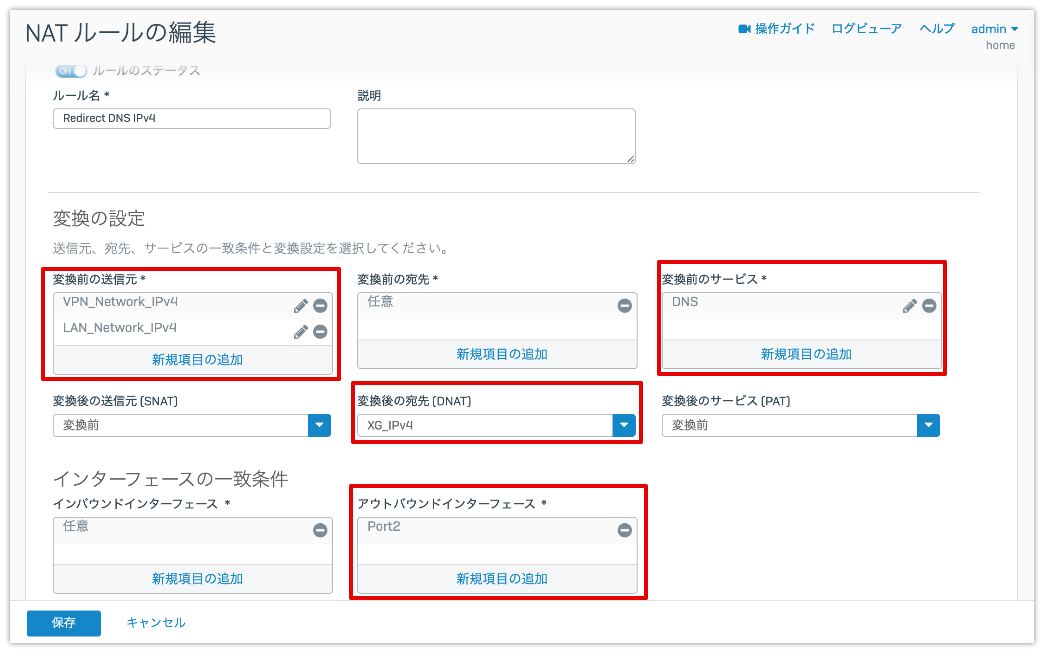 NAT ルールの編集
操作ガイド ログビューア ヘルプ admin
home
ON ルールのステータス
ルール名 * 説明
Redirect DNS IPv4
変換の設定
送信元、宛先、サービスの一致条件と変換設定を選択してください。
変換前の送信元 * 変換前の宛先 * 変換前のサービス *
VPN_Network_IPv4 任意 DNS
LAN_Network_IPv4
新規項目の追加 新規項目の追加 新規項目の追加
変換後の送信元 (SNAT) 変換後の宛先 (DNAT) 変換後のサービス (PAT)
変換前 XG_IPv4 変換前
インターフェースの一致条件
インバウンドインターフェース * アウトバウンドインターフェース *
任意 Port2
新規項目の追加 新規項目の追加
保存 キャンセル